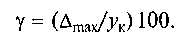 γ = (Δmax/yк) 100.